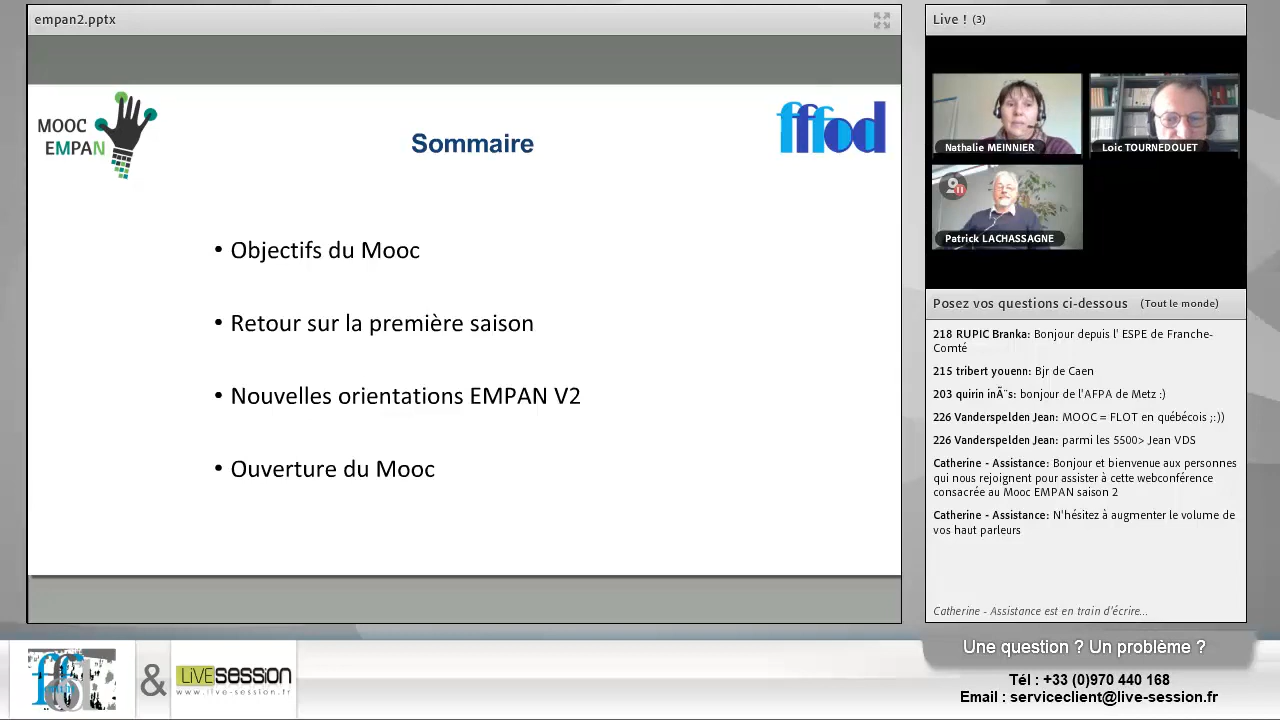 empan2.pptx
MOOC
EMPAN
fffod
Sommaire
• Objectifs du Mooc
• Retour sur la première saison
• Nouvelles orientations EMPAN V2
• Ouverture du Mooc
Live ! (3)
Nathalie MEINNIER
Loic TOURNEDOUET
Patrick LACHASSAGNE
Posez vos questions ci-dessous (Tout le monde)
218 RUPIC Branka: Bonjour depuis l' ESPE de Franche-
Comté
215 tribert youenn: Bjr de Caen
203 quirin inÃ¨s: bonjour de l'AFPA de Metz :)
226 Vanderspelden Jean: MOOC = FLOT en québécois ;:))
226 Vanderspelden Jean: parmi les 5500> Jean VDS
Catherine - Assistance: Bonjour et bienvenue aux personnes
qui nous rejoignent pour assister à cette webconférence
consacrée au Mooc EMPAN saison 2
Catherine - Assistance: N'hésitez à augmenter le volume de
vos haut parleurs
Catherine - Assistance est en train d'écrire...
&
LIVESESSION
www.live-session.fr
Une question ? Un problème ?
Tél : +33 (0)970 440 168
Email : serviceclient@live-session.fr